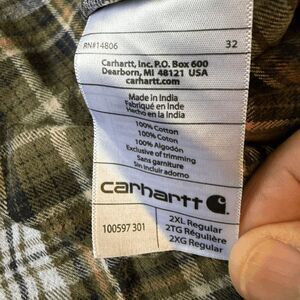 RN#14806 32
Carhartt, Inc. P.O. Box 600
Dearborn, MI 48121 USA
carhartt.com
Made in India
Fabriqué en Inde
Hecho en la India
100% Cotton
100% Coton
100% Algodón
Exclusive of trimming
Sans garniture
Sin incluir adorno
carhartt
100597 301
2XL Regular
2TG Régulière
2XG Regular